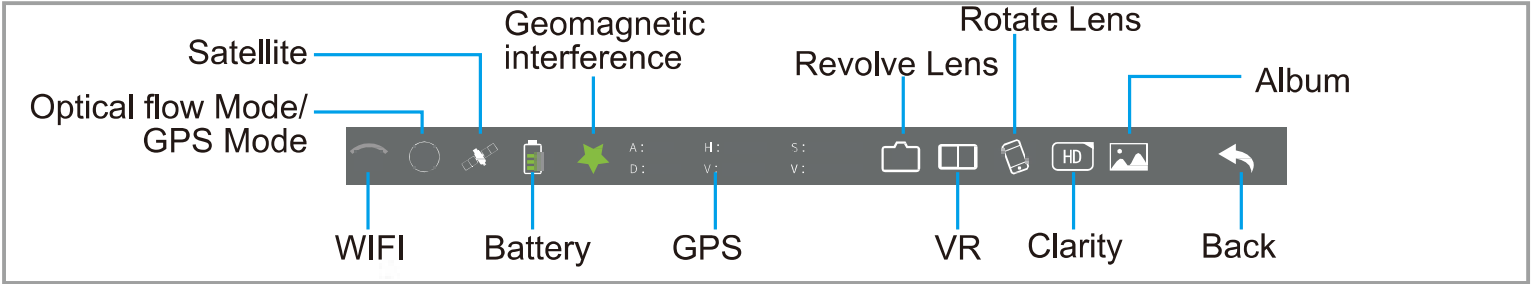 Geomagnetic
interference
Rotate Lens
Satellite
Revolve Lens
Album
Optical flow Mode/
GPS Mode
A: H: S:
D: V: V:
HD
WIFI Battery GPS VR Clarity Back